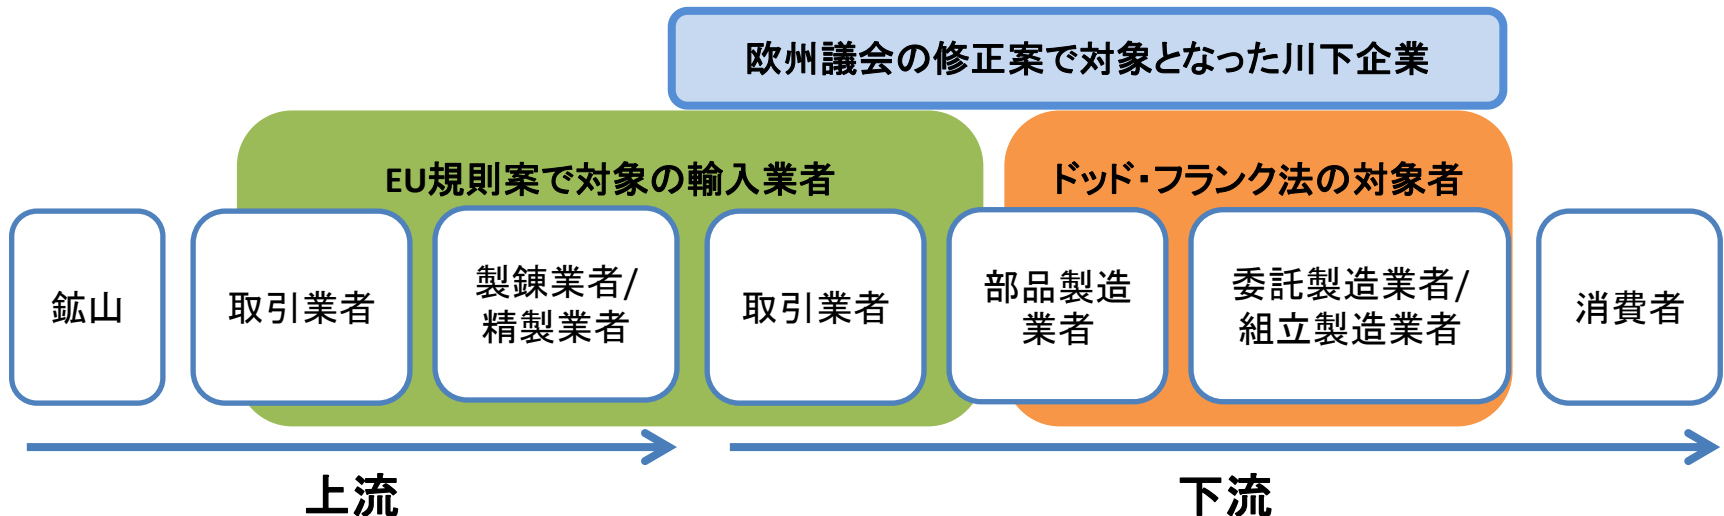 欧州議会の修正案で対象となった川下企業
EU規則案で対象の輸入業者
ドッド・フランク法の対象者
鉱山
取引業者
製錬業者/
精製業者
取引業者
部品製造
業者
委託製造業者/
組立製造業者
消費者
上流
下流